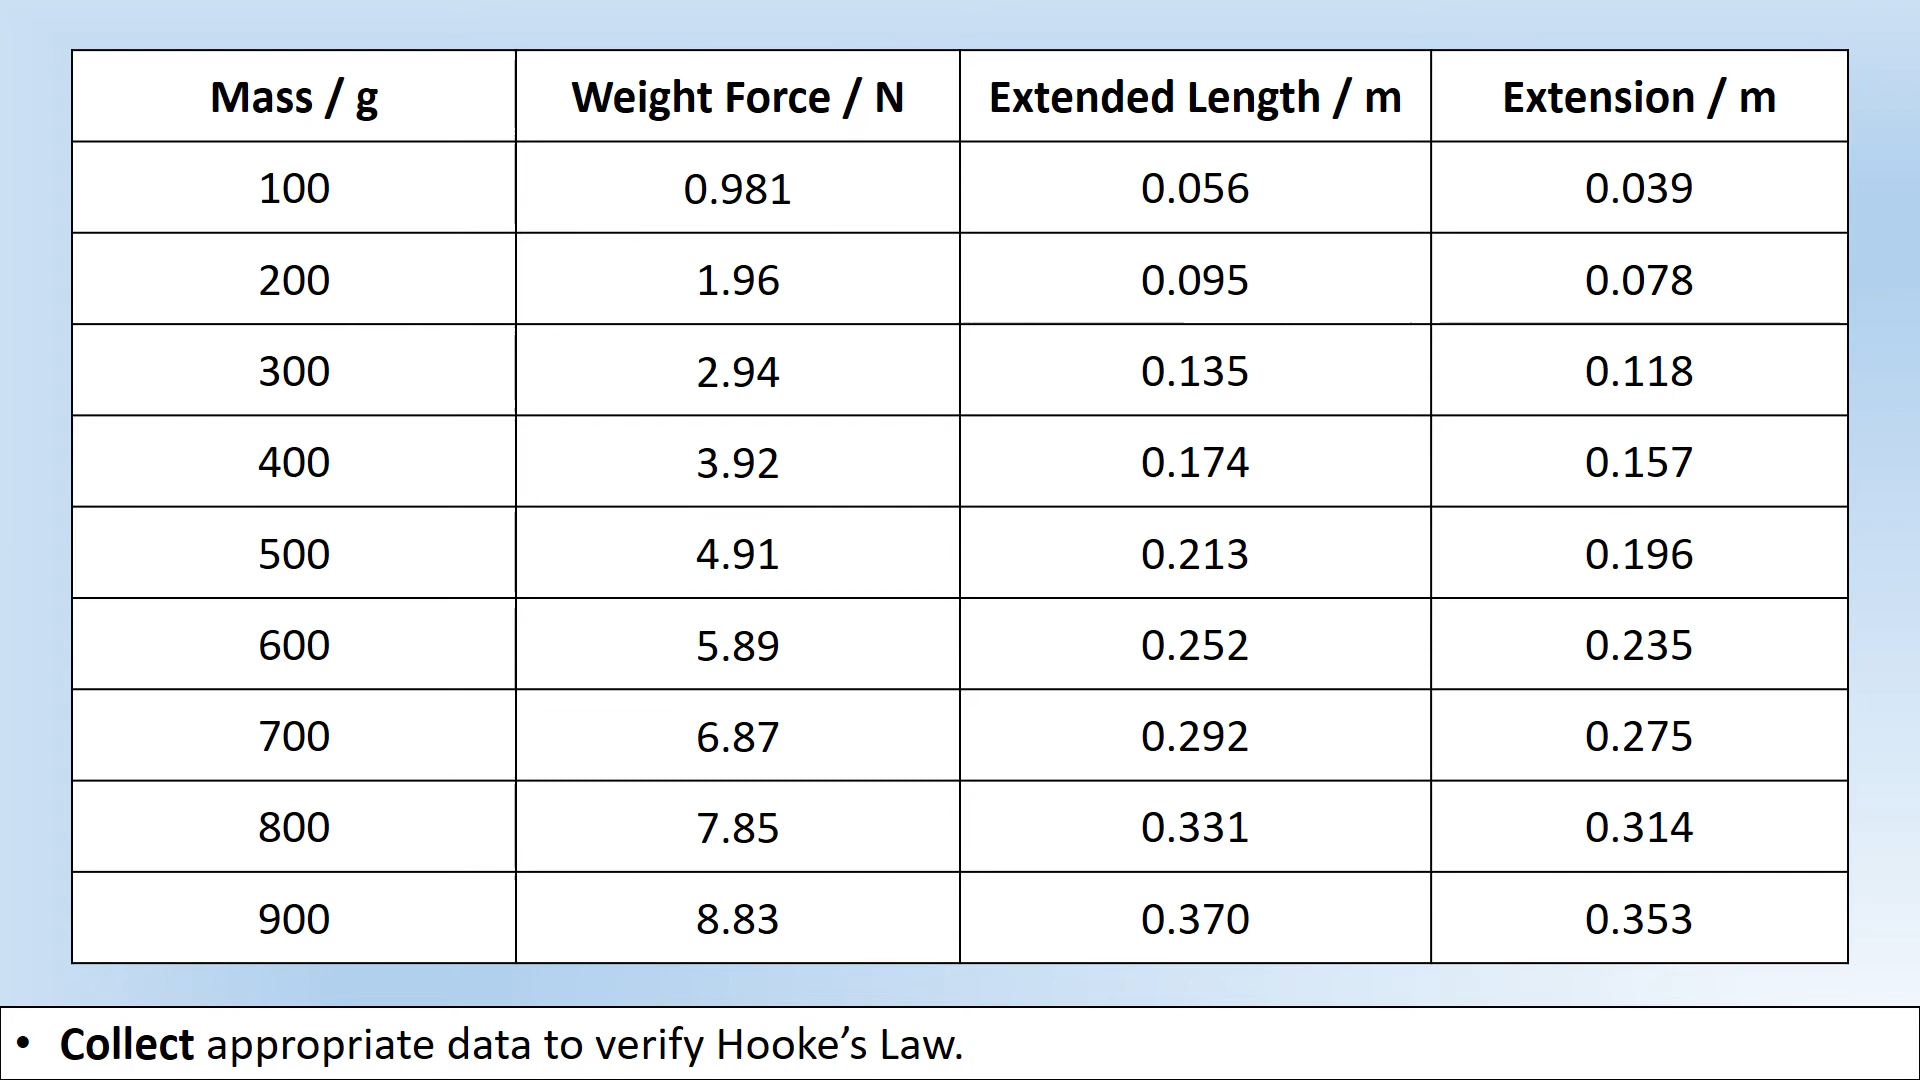 Mass / g Weight Force / N Extended Length / m Extension / m
100 0.981 0.056 0.039
200 1.96 0.095 0.078
300 2.94 0.135 0.118
400 3.92 0.174 0.157
500 4.91 0.213 0.196
600 5.89 0.252 0.235
700 6.87 0.292 0.275
800 7.85 0.331 0.314
900 8.83 0.370 0.353
• Collect appropriate data to verify Hooke’s Law.